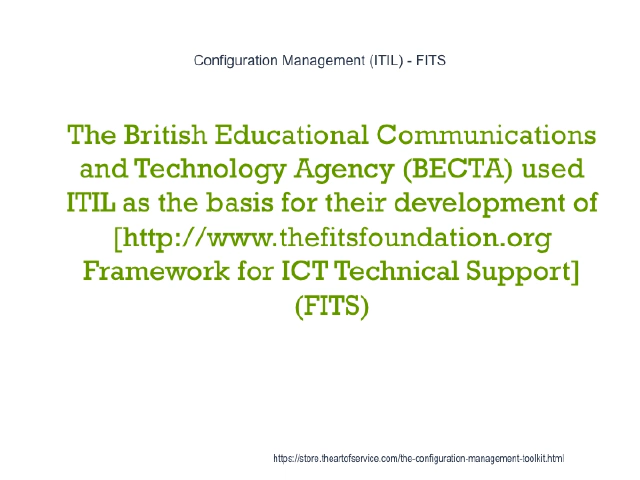 Configuration Management (ITIL) - FITS
The British Educational Communications
and Technology Agency (BECTA) used
ITIL as the basis for their development of
[http://www.thefitsfoundation.org
Framework for ICT Technical Support]
(FITS)
https://store.theartofservice.com/the-configuration-management-toolkit.html